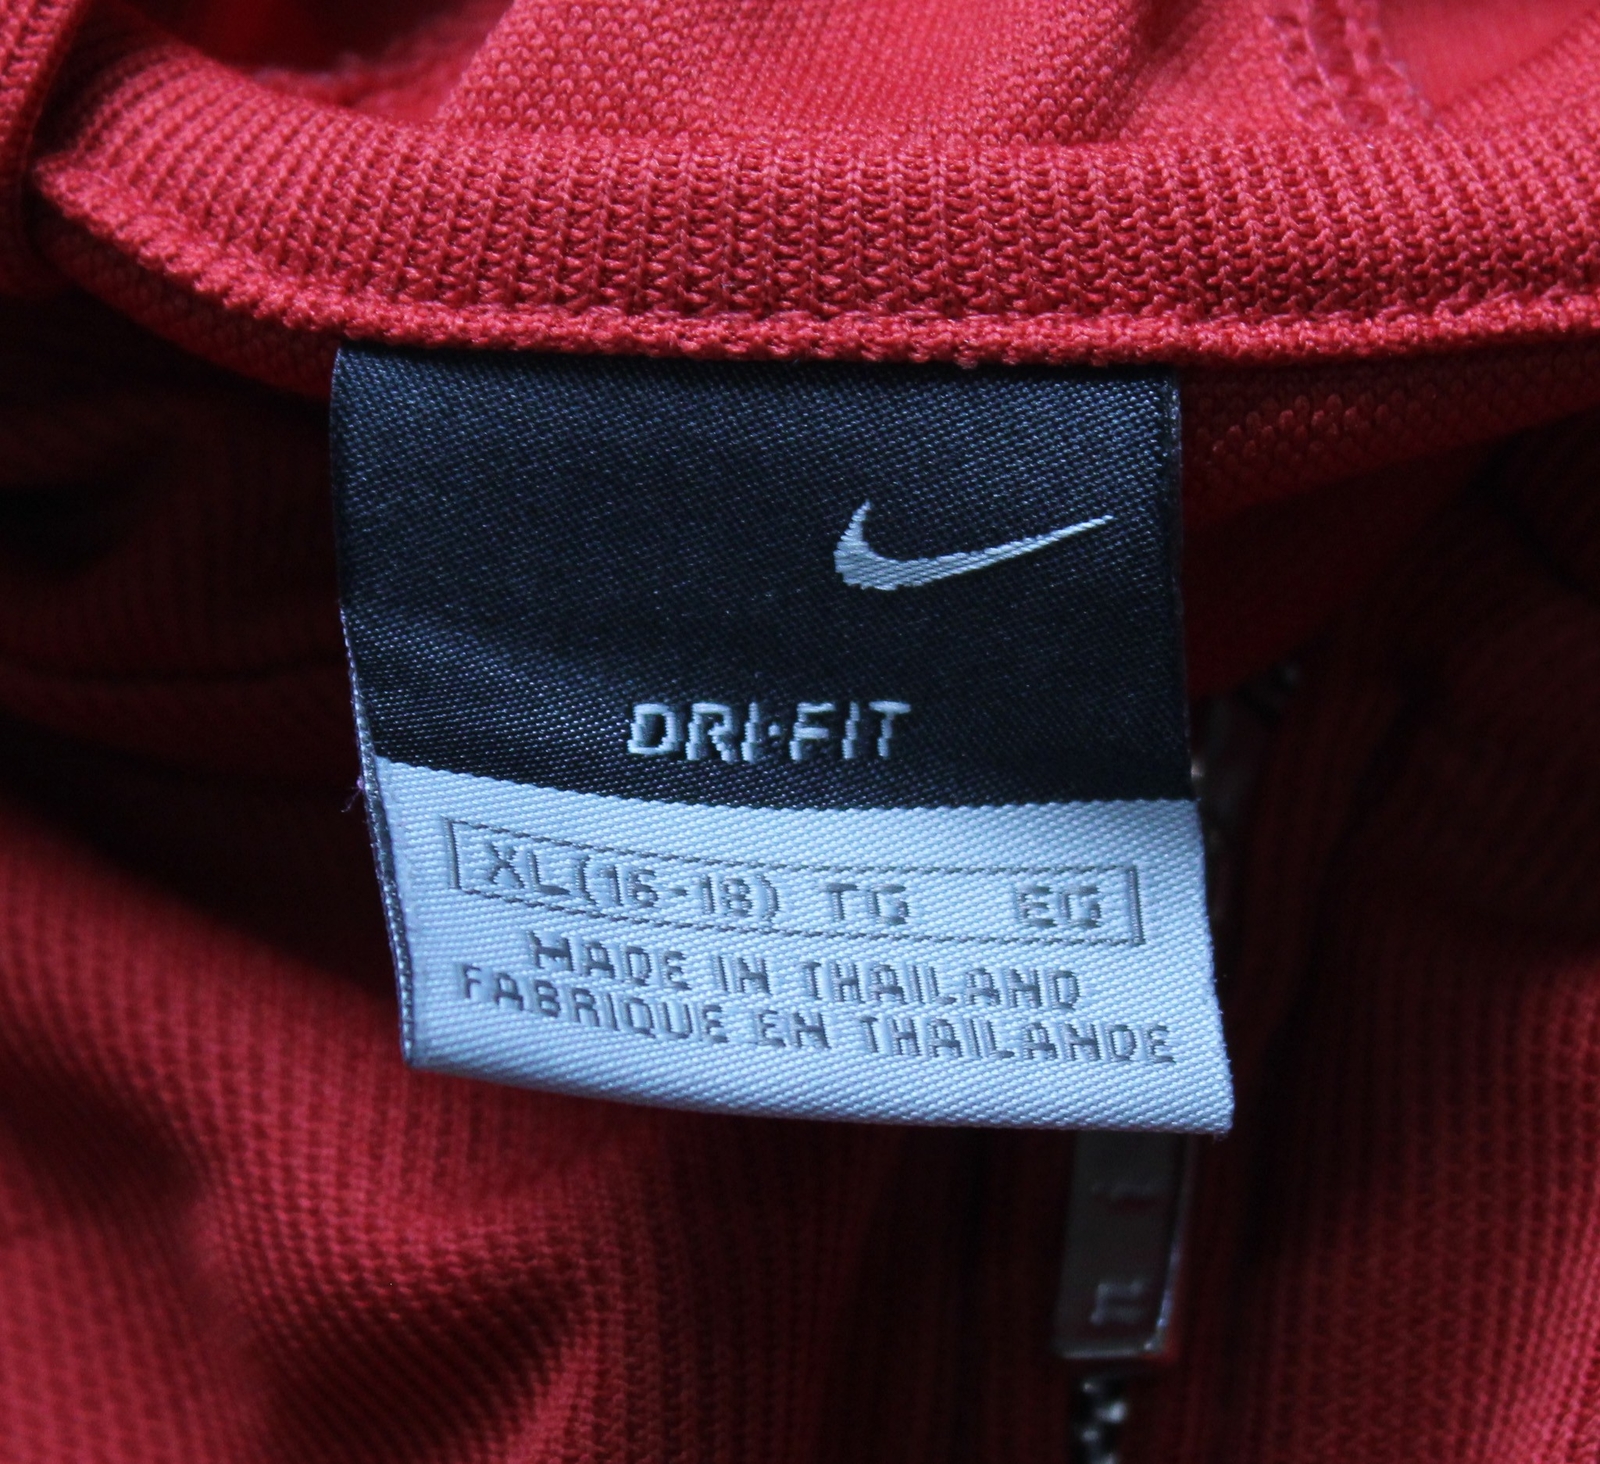 DRI-FIT
XL(16-18) TG EG
MADE IN THAILAND
FABRIQUE EN THAILANDE